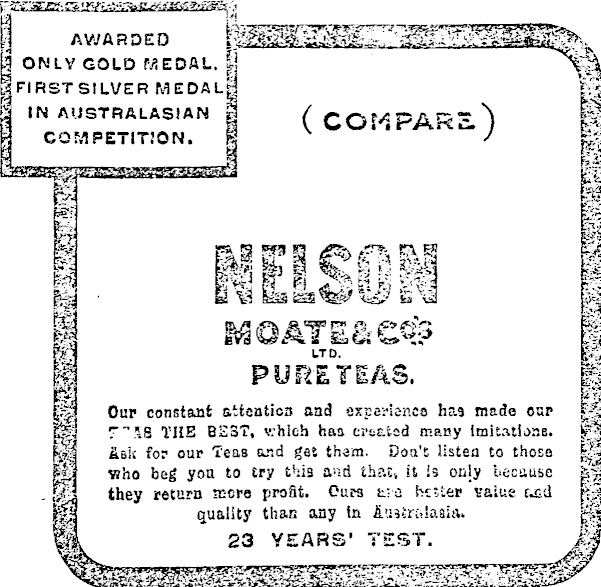 AWARDED
ONLY GOLD MEDAL,
FIRST SILVER MEDAL
IN AUSTRALASIAN
COMPETITION.
(COMPARE)
NELSON
MOATE & CO'S
LTD.
PURE TEAS.
Our constant attention and experience has made our
TEAS THE BEST, which has created many imitations.
Ask for our Teas and get them. Don't listen to those
who beg you to try this and that, it is only because
they return more profit. Ours are better value and
quality than any in Australasia.
23 YEARS' TEST.